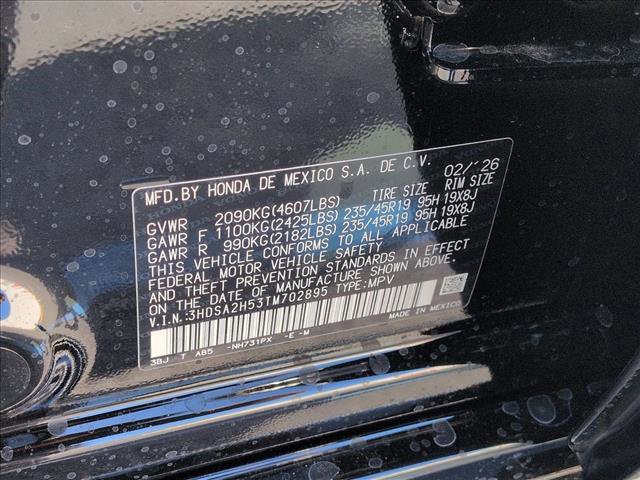 MFD.BY HONDA DE MEXICO S.A. DE C.V. 02/'26
GVWR 2090KG(4607LBS) TIRE SIZE RIM SIZE
GAWR F 1100KG(2425LBS) 235/45R19 95H 19X8J
GAWR R 990KG(2182LBS) 235/45R19 95H 19X8J
THIS VEHICLE CONFORMS TO ALL APPLICABLE
FEDERAL MOTOR VEHICLE SAFETY
AND THEFT PREVENTION STANDARDS IN EFFECT
ON THE DATE OF MANUFACTURE SHOWN ABOVE.
V.I.N.:3HDSA2H53TM702895 TYPE:MPV
MADE IN MEXICO
3BJ T AB5 -NH731PX -E -M